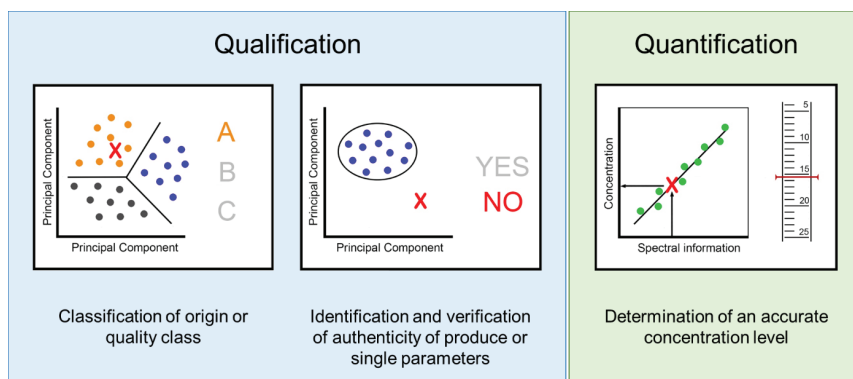 Qualification
Quantification
Principal Component
Principal Component
A
B
C
X
Principal Component
Principal Component
YES
NO
X
Concentration
Spectral information
X
5
10
15
20
25
Classification of origin or
quality class
Identification and verification
of authenticity of produce or
single parameters
Determination of an accurate
concentration level